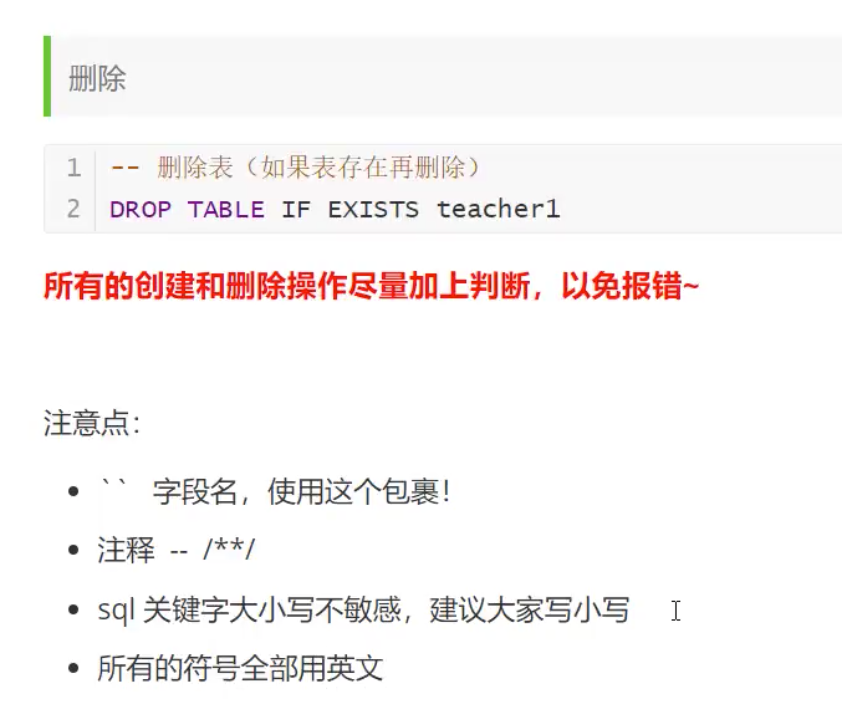 删除
1 -- 删除表（如果表存在再删除）
2 DROP TABLE IF EXISTS teacher1
所有的创建和删除操作尽量加上判断，以免报错~
注意点：
• `` 字段名，使用这个包裹！
• 注释 -- /**/
• sql 关键字大小写不敏感，建议大家写小写
• 所有的符号全部用英文